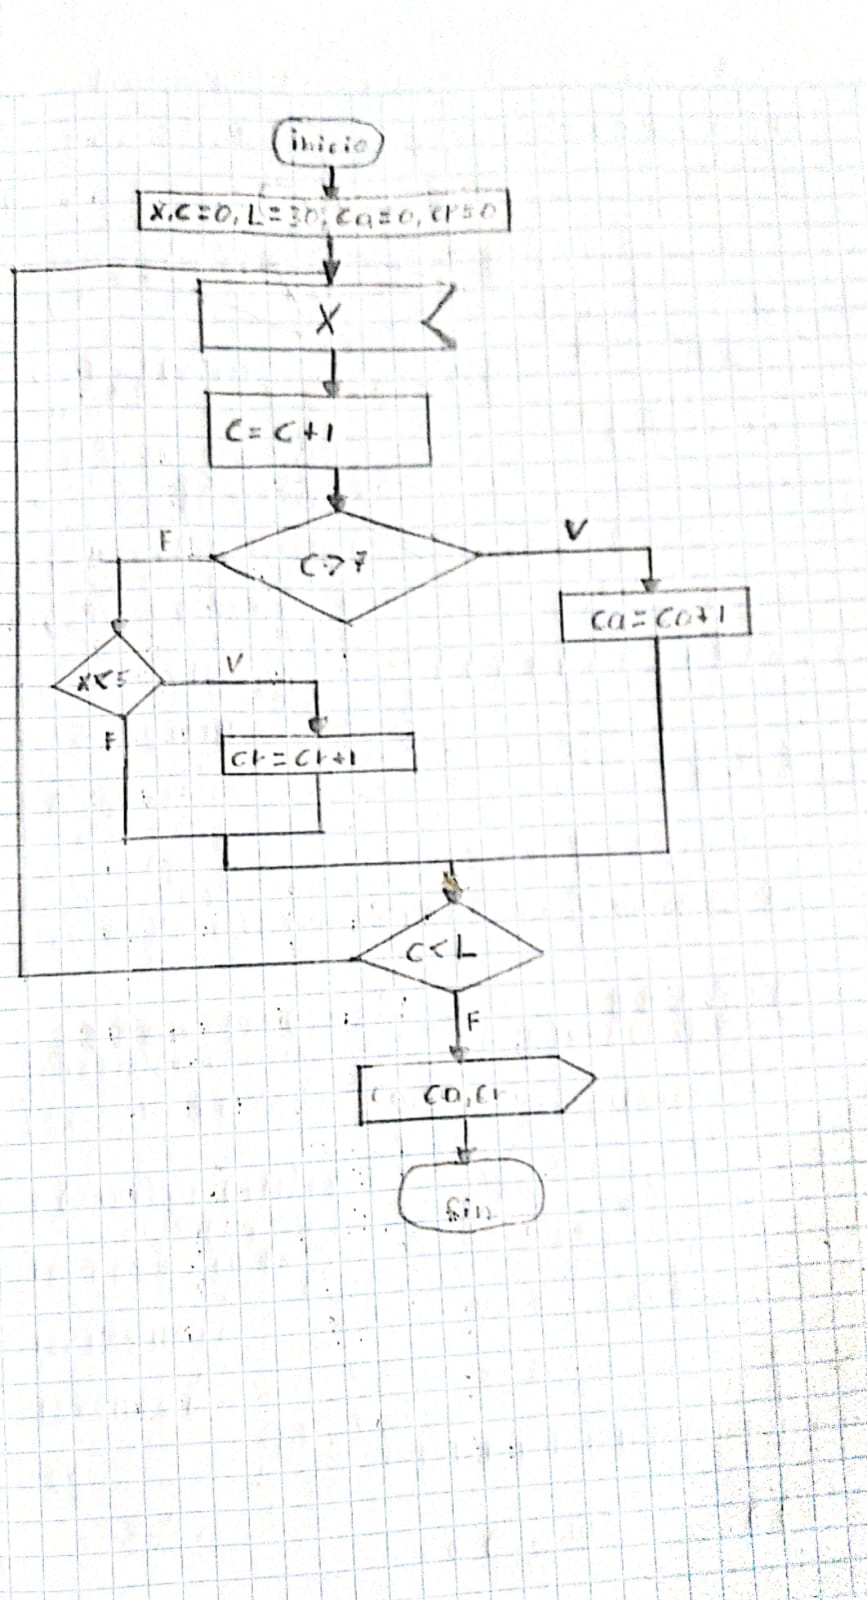 inicio
X,C=0, L=30, Ca=0, Cr=0
X
C=C+1
F
V
C>7
Ca=Ca+1
X<5
V
F
Cr=Cr+1
C<L
F
Ca,Cr
fin